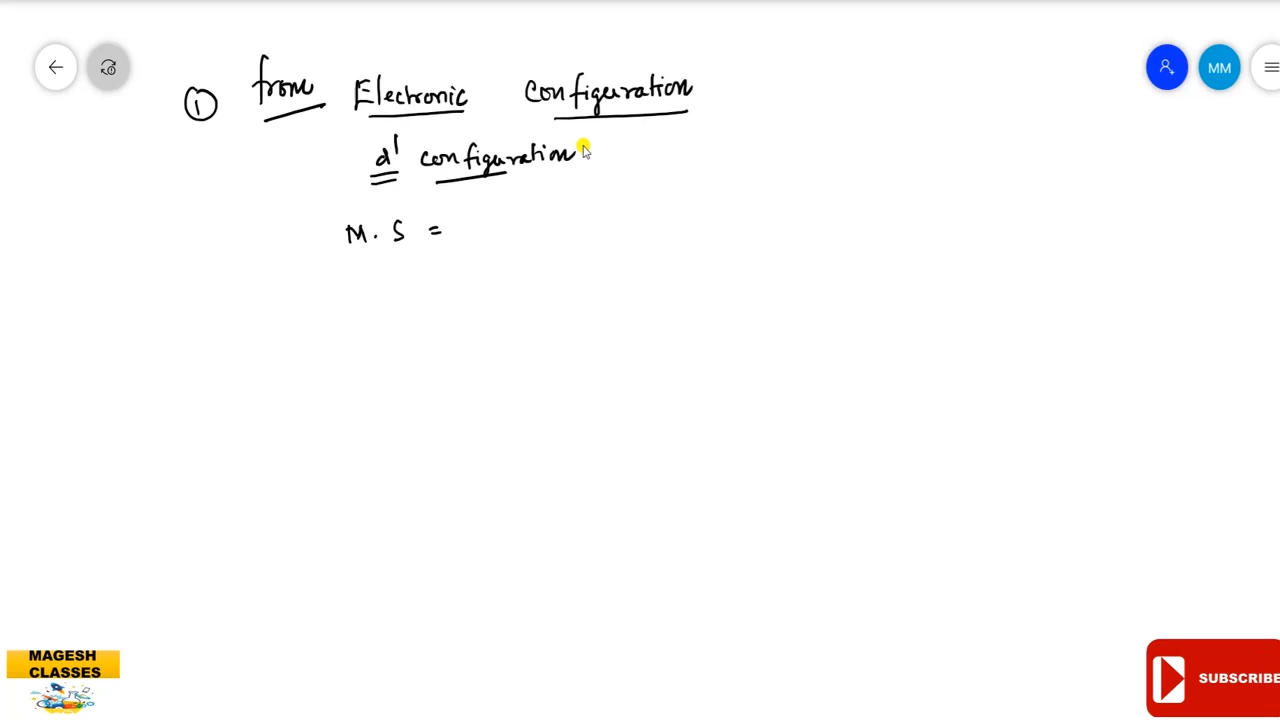 ① from Electronic configuration
d¹ configuration
M.S =
MM
MAGESH
CLASSES
SUBSCRIBE